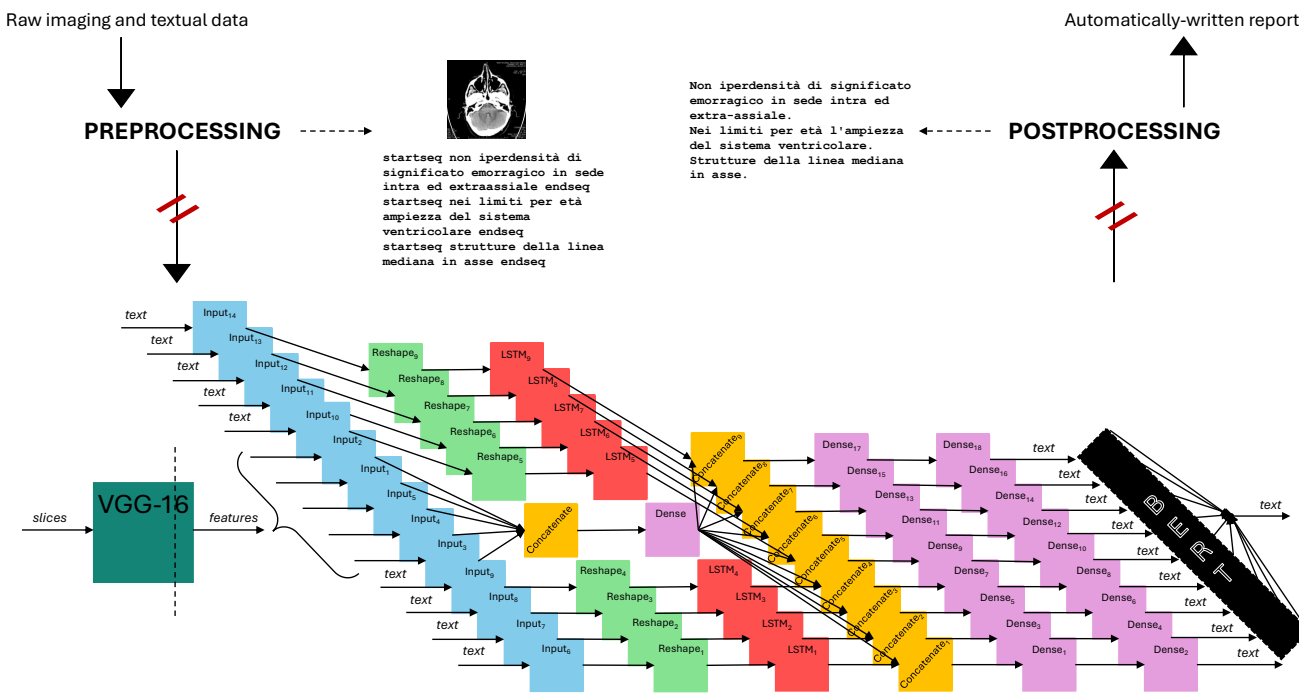 Raw imaging and textual data
Automatically-written report
PREPROCESSING
startseq non iperdensità di
significato emorragico in sede
intra ed extraassiale endseq
startseq nei limiti per età
ampiezza del sistema
ventricolare endseq
startseq strutture della linea
mediana in asse endseq
Non iperdensità di significato
emorragico in sede intra ed
extra-assiale.
Nei limiti per età l'ampiezza
del sistema ventricolare.
Strutture della linea mediana
in asse.
POSTPROCESSING
slices
VGG-16
features
text
text
text
text
text
text
text
text
text
Input₁₄
Input₁₃
Input₁₂
Input₁₁
Input₁₀
Input₂
Input₁
Input₅
Input₄
Input₃
Input₉
Input₈
Input₇
Input₆
Reshape₉
Reshape₈
Reshape₇
Reshape₆
Reshape₅
LSTM₉
LSTM₈
LSTM₇
LSTM₆
LSTM₅
Concatenate
Dense
Reshape₄
Reshape₃
Reshape₂
Reshape₁
LSTM₄
LSTM₃
LSTM₂
LSTM₁
Concatenate₉
Concatenate₈
Concatenate₇
Concatenate₆
Concatenate₅
Concatenate₄
Concatenate₃
Concatenate₂
Concatenate₁
Dense₁₇
Dense₁₅
Dense₁₃
Dense₁₁
Dense₉
Dense₇
Dense₅
Dense₃
Dense₁
Dense₁₈
Dense₁₆
Dense₁₄
Dense₁₂
Dense₁₀
Dense₈
Dense₆
Dense₄
Dense₂
text
text
text
text
text
text
text
text
text
BERT
text